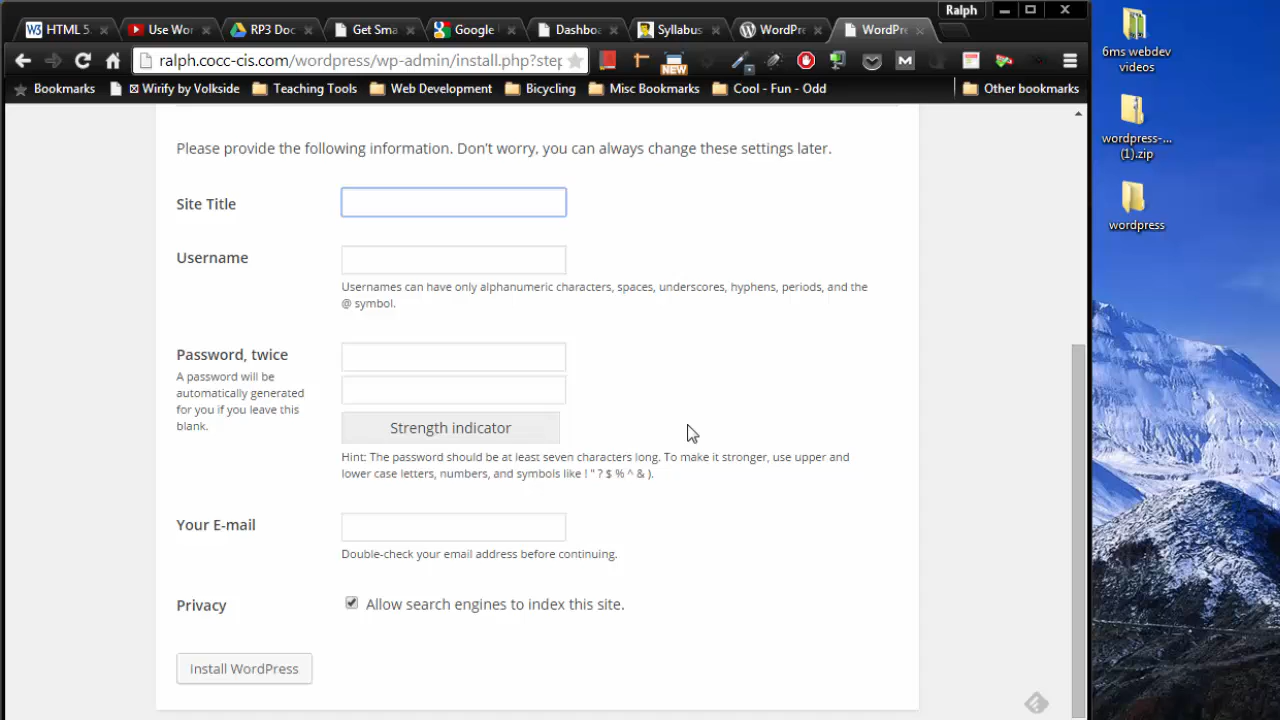 Ralph
HTML 5.
Use Wor
RP3 Doc
Get Sma
Google
Dashboa
Syllabus
WordPre
WordPre
ralph.cocc-cis.com/wordpress/wp-admin/install.php?step
NEW
Bookmarks
Wirify by Volkside
Teaching Tools
Web Development
Bicycling
Misc Bookmarks
Cool - Fun - Odd
Other bookmarks
Please provide the following information. Don't worry, you can always change these settings later.
Site Title
Username
Usernames can have only alphanumeric characters, spaces, underscores, hyphens, periods, and the
@ symbol.
Password, twice
A password will be
automatically generated
for you if you leave this
blank.
Strength indicator
Hint: The password should be at least seven characters long. To make it stronger, use upper and
lower case letters, numbers, and symbols like ! " ? $ % ^ & ).
Your E-mail
Double-check your email address before continuing.
Privacy
Allow search engines to index this site.
Install WordPress
6ms webdev
videos
wordpress-...
(1).zip
wordpress